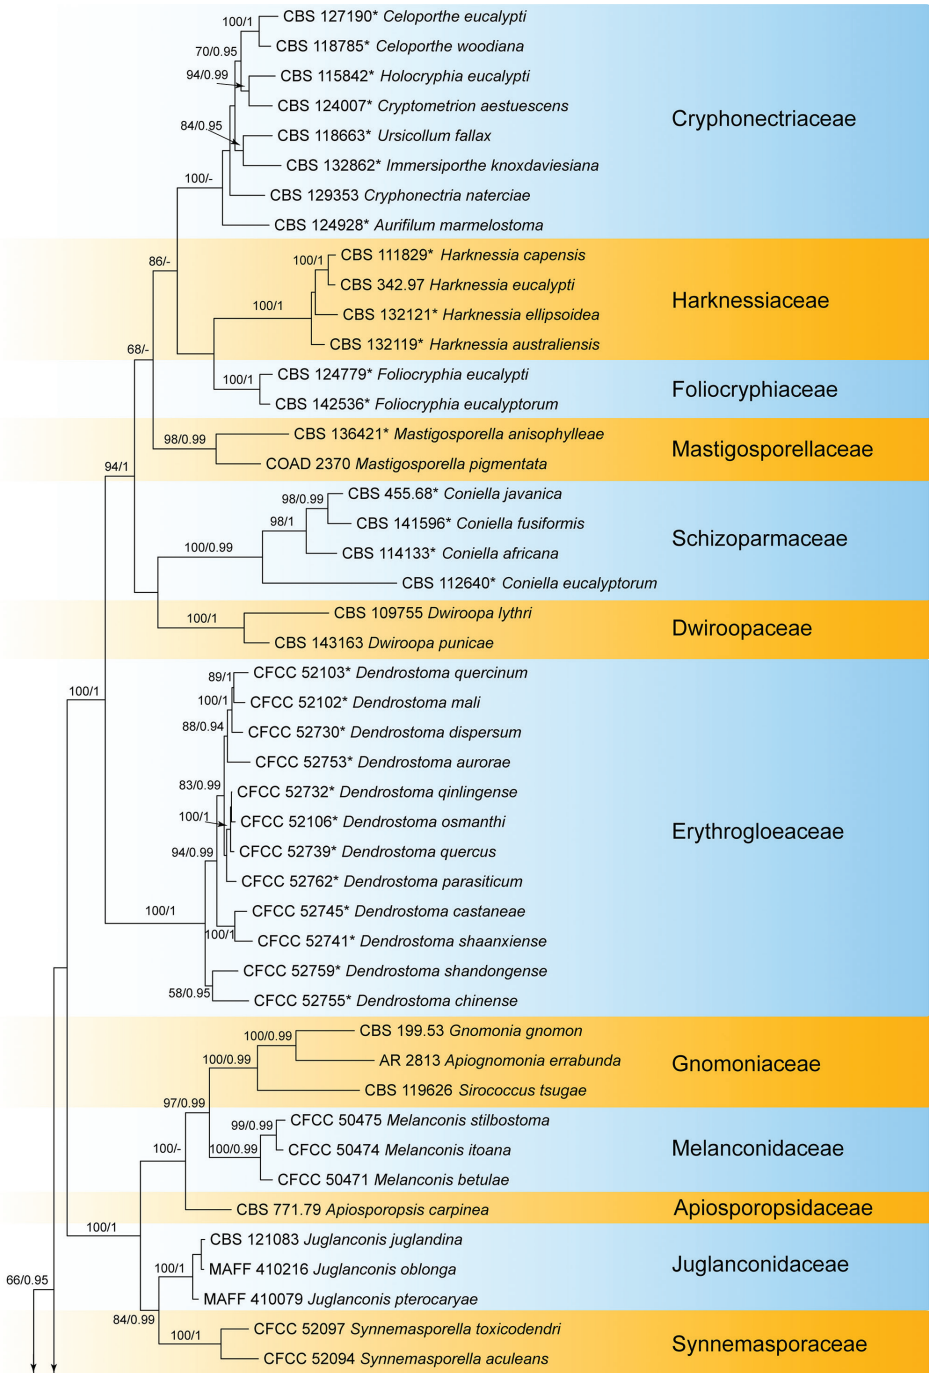 100/1
CBS 127190* Celoporthe eucalypti
70/0.95
CBS 118785* Celoporthe woodiana
94/0.99
CBS 115842* Holocryphia eucalypti
CBS 124007* Cryptometrion aestuescens
Cryphonectriaceae
84/0.95
CBS 118663* Ursicollum fallax
CBS 132862* Immersiporthe knoxdaviesiana
100/-
CBS 129353 Cryphonectria naterciae
CBS 124928* Aurifilum marmelostoma
86/-
100/1
CBS 111829* Harknessia capensis
CBS 342.97 Harknessia eucalypti
Harknessiaceae
100/1
CBS 132121* Harknessia ellipsoidea
CBS 132119* Harknessia australiensis
68/-
100/1
CBS 124779* Foliocryphia eucalypti
Foliocryphiaceae
CBS 142536* Foliocryphia eucalyptorum
98/0.99
CBS 136421* Mastigosporella anisophylleae
Mastigosporellaceae
COAD 2370 Mastigosporella pigmentata
94/1
98/0.99
CBS 455.68* Coniella javanica
98/1
CBS 141596* Coniella fusiformis
Schizoparmaceae
100/0.99
CBS 114133* Coniella africana
CBS 112640* Coniella eucalyptorum
CBS 109755 Dwiroopa lythri
100/1
Dwiroopaceae
CBS 143163 Dwiroopa punicae
100/1
89/1
CFCC 52103* Dendrostoma quercinum
100/1
CFCC 52102* Dendrostoma mali
88/0.94
CFCC 52730* Dendrostoma dispersum
CFCC 52753* Dendrostoma aurorae
83/0.99
CFCC 52732* Dendrostoma qinlingense
100/1
CFCC 52106* Dendrostoma osmanthi
Erythrogloeaceae
94/0.99
CFCC 52739* Dendrostoma quercus
CFCC 52762* Dendrostoma parasiticum
100/1
CFCC 52745* Dendrostoma castaneae
100/1
CFCC 52741* Dendrostoma shaanxiense
CFCC 52759* Dendrostoma shandongense
58/0.95
CFCC 52755* Dendrostoma chinense
100/0.99
CBS 199.53 Gnomonia gnomon
100/0.99
AR 2813 Apiognomonia errabunda
Gnomoniaceae
CBS 119626 Sirococcus tsugae
97/0.99
99/0.99
CFCC 50475 Melanconis stilbostoma
100/-
100/0.99
CFCC 50474 Melanconis itoana
Melanconidaceae
CFCC 50471 Melanconis betulae
CBS 771.79 Apiosporopsis carpinea
Apiosporopsidaceae
100/1
CBS 121083 Juglanconis juglandina
100/1
MAFF 410216 Juglanconis oblonga
Juglanconidaceae
66/0.95
MAFF 410079 Juglanconis pterocaryae
84/0.99
CFCC 52097 Synnemasporella toxicodendri
100/1
Synnemasporaceae
CFCC 52094 Synnemasporella aculeans